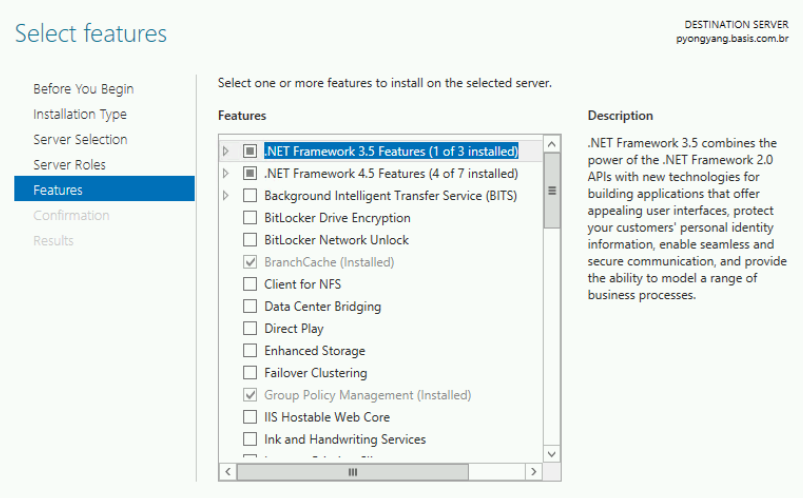 Select features
DESTINATION SERVER
pyongyang.basis.com.br
Before You Begin
Installation Type
Server Selection
Server Roles
Features
Confirmation
Results
Select one or more features to install on the selected server.
Features
.NET Framework 3.5 Features (1 of 3 installed)
.NET Framework 4.5 Features (4 of 7 installed)
Background Intelligent Transfer Service (BITS)
BitLocker Drive Encryption
BitLocker Network Unlock
BranchCache (Installed)
Client for NFS
Data Center Bridging
Direct Play
Enhanced Storage
Failover Clustering
Group Policy Management (Installed)
IIS Hostable Web Core
Ink and Handwriting Services
Description
.NET Framework 3.5 combines the
power of the .NET Framework 2.0
APIs with new technologies for
building applications that offer
appealing user interfaces, protect
your customers' personal identity
information, enable seamless and
secure communication, and provide
the ability to model a range of
business processes.